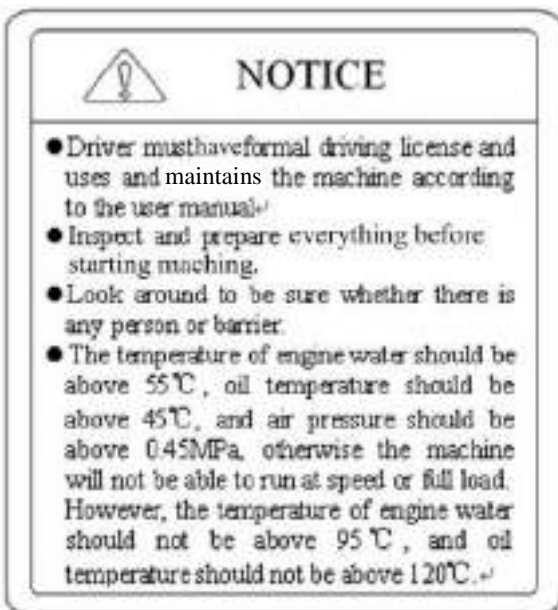 NOTICE
●Driver musthaveformal driving license and
uses and maintains the machine according
to the user manual↵
●Inspect and prepare everything before
starting maching.
●Look around to be sure whether there is
any person or barrier.
●The temperature of engine water should be
above 55℃, oil temperature should be
above 45℃, and air pressure should be
above 0.45MPa, otherwise the machine
will not be able to run at speed or full load.
However, the temperature of engine water
should not be above 95℃, and oil
temperature should not be above 120℃.↵